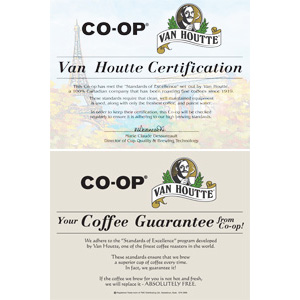 CO-OP® VAN HOUTTE®
Van Houtte Certification
This Co-op has met the "Standards of Excellence" set out by Van Houtte,
a 100% Canadian company that has been roasting fine coffees since 1919.
These standards require that clean, well maintained equipment
is used, along with only the freshest coffee, and purest water.
In order to keep their certification, this Co-op will be checked
regularly to ensure it is adhering to our high brewing standards.
Marie Claude Dessureault
Director of Cup Quality & Brewing Technology
CO-OP® VAN HOUTTE®
Your Coffee Guarantee from Co-op!
We adhere to the "Standards of Excellence" program developed
by Van Houtte, one of the finest coffee roasters in the world.
These standards ensure that we brew
a superior cup of coffee every time.
In fact, we guarantee it!
If the coffee we brew for you is not hot and fresh,
we will replace it - ABSOLUTELY FREE.